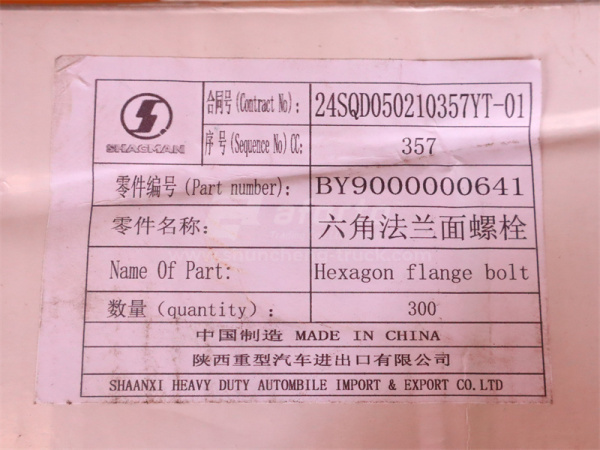 合同号(Contract No): 24SQD050210357YT-01
SHACMAN
序号(Sequence No)CC: 357
零件编号(Part number): BY9000000641
零件名称: 六角法兰面螺栓
Name Of Part: Hexagon flange bolt
数量(quantity): 300
中国制造 MADE IN CHINA
陕西重型汽车进出口有限公司
SHAANXI HEAVY DUTY AUTOMBILE IMPORT & EXPORT CO.LTD